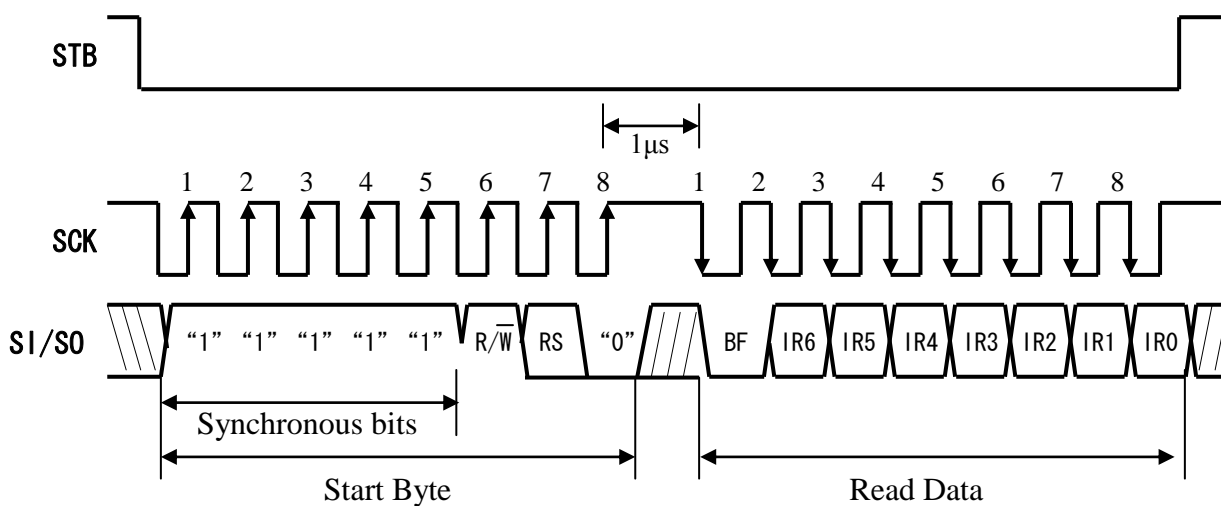 STB
1μs
1 2 3 4 5 6 7 8 1 2 3 4 5 6 7 8
SCK
SI/SO “1” “1” “1” “1” “1” R/W̅ RS “0” BF IR6 IR5 IR4 IR3 IR2 IR1 IR0
Synchronous bits
Start Byte Read Data